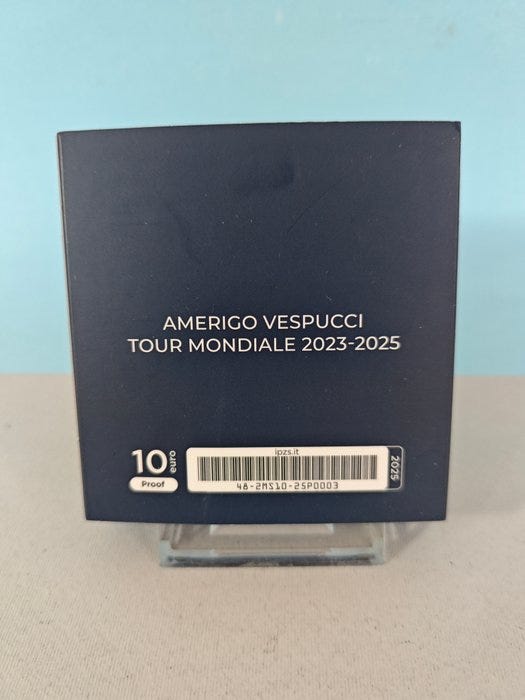 AMERIGO VESPUCCI
TOUR MONDIALE 2023-2025
10 euro
Proof
ipzs.it
48-2MS10-25P0003
2025